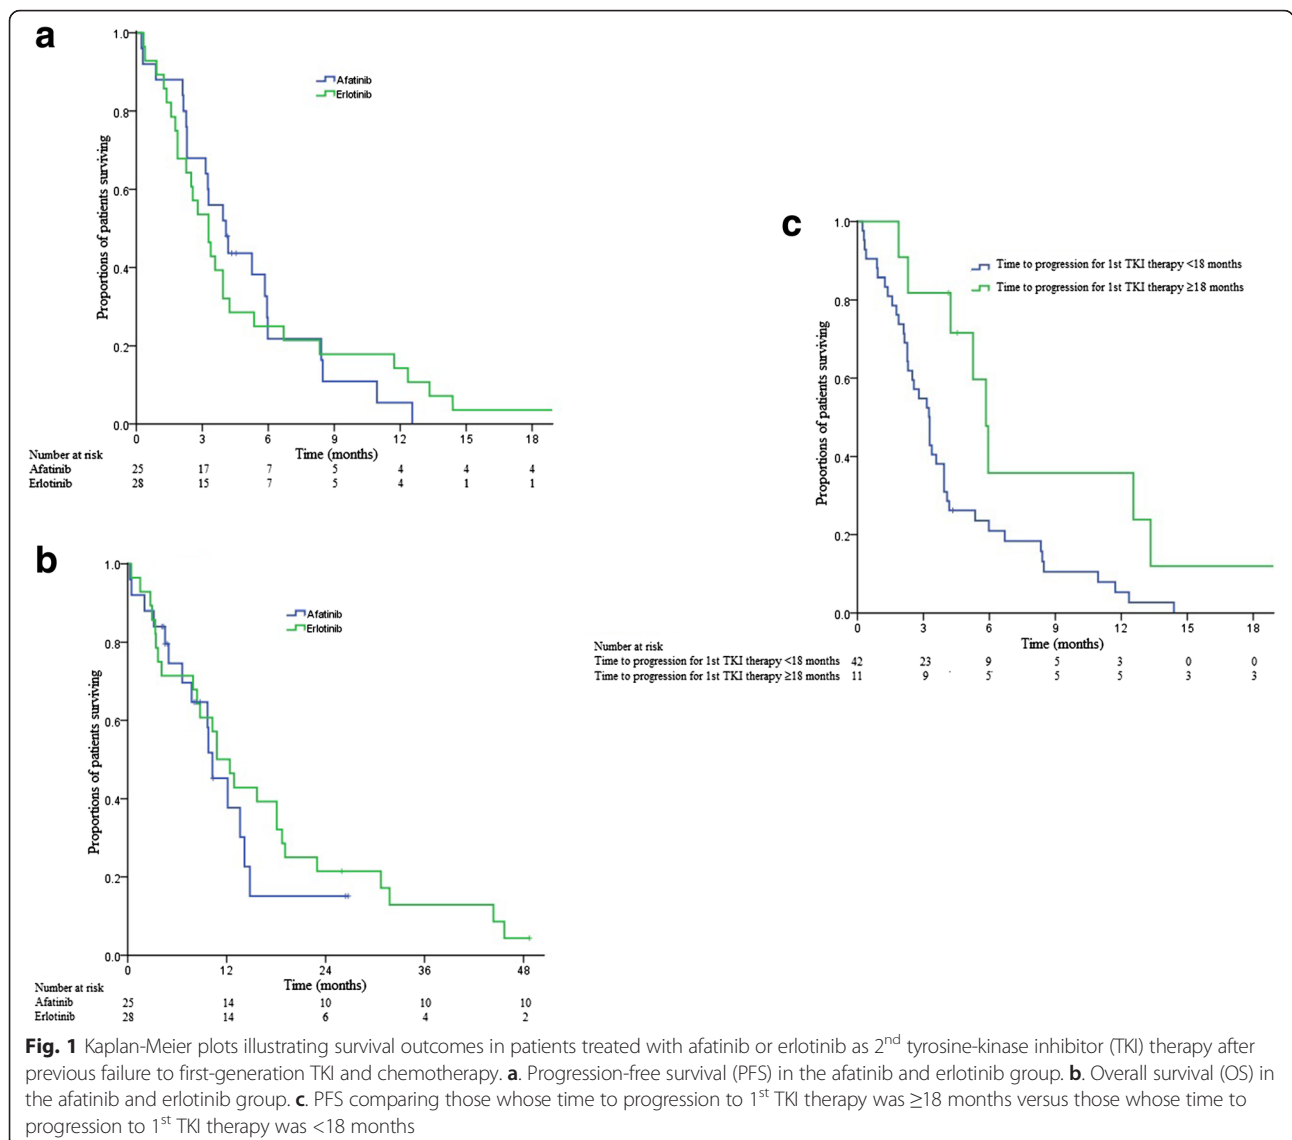 a
Proportions of patients surviving
1.0
0.8
0.6
0.4
0.2
0.0
Afatinib
Erlotinib
0 3 6 9 12 15 18
Time (months)
Number at risk
Afatinib 25 17 7 5 4 4 4
Erlotinib 28 15 7 5 4 1 1
b
Proportions of patients surviving
1.0
0.8
0.6
0.4
0.2
0.0
Afatinib
Erlotinib
0 12 24 36 48
Time (months)
Number at risk
Afatinib 25 14 10 10 10
Erlotinib 28 14 6 4 2
c
Proportions of patients surviving
1.0
0.8
0.6
0.4
0.2
0.0
Time to progression for 1st TKI therapy <18 months
Time to progression for 1st TKI therapy ≥18 months
0 3 6 9 12 15 18
Time (months)
Number at risk
Time to progression for 1st TKI therapy <18 months 42 23 9 5 3 0 0
Time to progression for 1st TKI therapy ≥18 months 11 9 5 5 5 3 3
Fig. 1 Kaplan-Meier plots illustrating survival outcomes in patients treated with afatinib or erlotinib as 2nd tyrosine-kinase inhibitor (TKI) therapy after
previous failure to first-generation TKI and chemotherapy. a. Progression-free survival (PFS) in the afatinib and erlotinib group. b. Overall survival (OS) in
the afatinib and erlotinib group. c. PFS comparing those whose time to progression to 1st TKI therapy was ≥18 months versus those whose time to
progression to 1st TKI therapy was <18 months